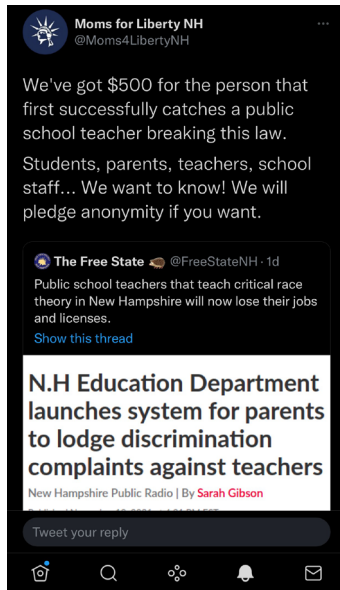 Moms for Liberty NH
@Moms4LibertyNH
We've got $500 for the person that
first successfully catches a public
school teacher breaking this law.
Students, parents, teachers, school
staff... We want to know! We will
pledge anonymity if you want.
The Free State 🦔 @FreeStateNH · 1d
Public school teachers that teach critical race
theory in New Hampshire will now lose their jobs
and licenses.
Show this thread
N.H Education Department
launches system for parents
to lodge discrimination
complaints against teachers
New Hampshire Public Radio | By Sarah Gibson
Tweet your reply